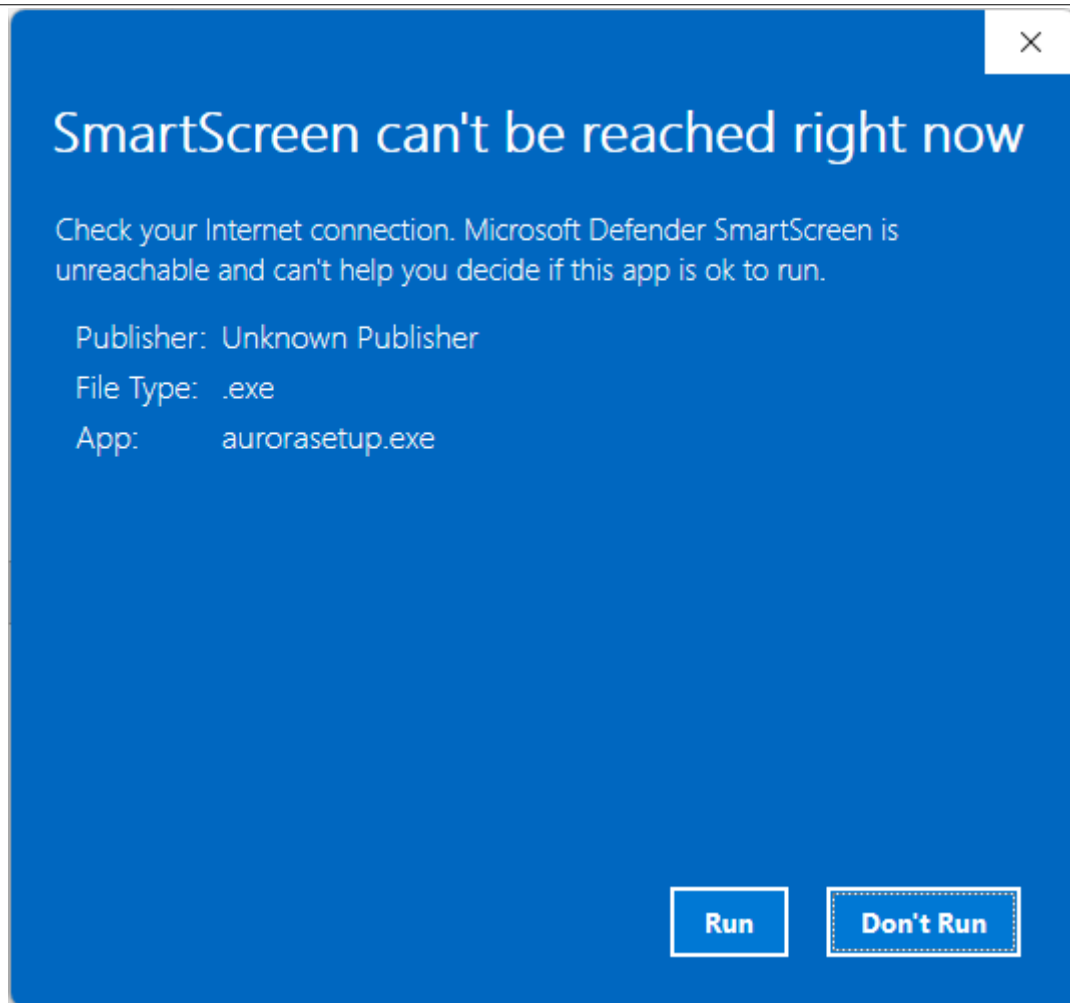 SmartScreen can't be reached right now
Check your Internet connection. Microsoft Defender SmartScreen is
unreachable and can't help you decide if this app is ok to run.
Publisher: Unknown Publisher
File Type: .exe
App: aurorasetup.exe
Run Don't Run